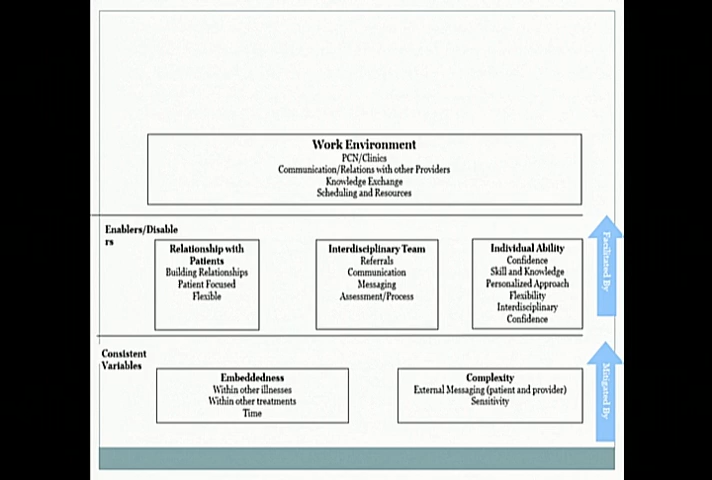 Work Environment
PCN/Clinics
Communication/Relations with other Providers
Knowledge Exchange
Scheduling and Resources
Enablers/Disable
rs
Relationship with
Patients
Building Relationships
Patient Focused
Flexible
Interdisciplinary Team
Referrals
Communication
Messaging
Assessment/Process
Individual Ability
Confidence
Skill and Knowledge
Personalized Approach
Flexibility
Interdisciplinary
Confidence
Facilitated By
Consistent
Variables
Embeddedness
Within other illnesses
Within other treatments
Time
Complexity
External Messaging (patient and provider)
Sensitivity
Mitigated By